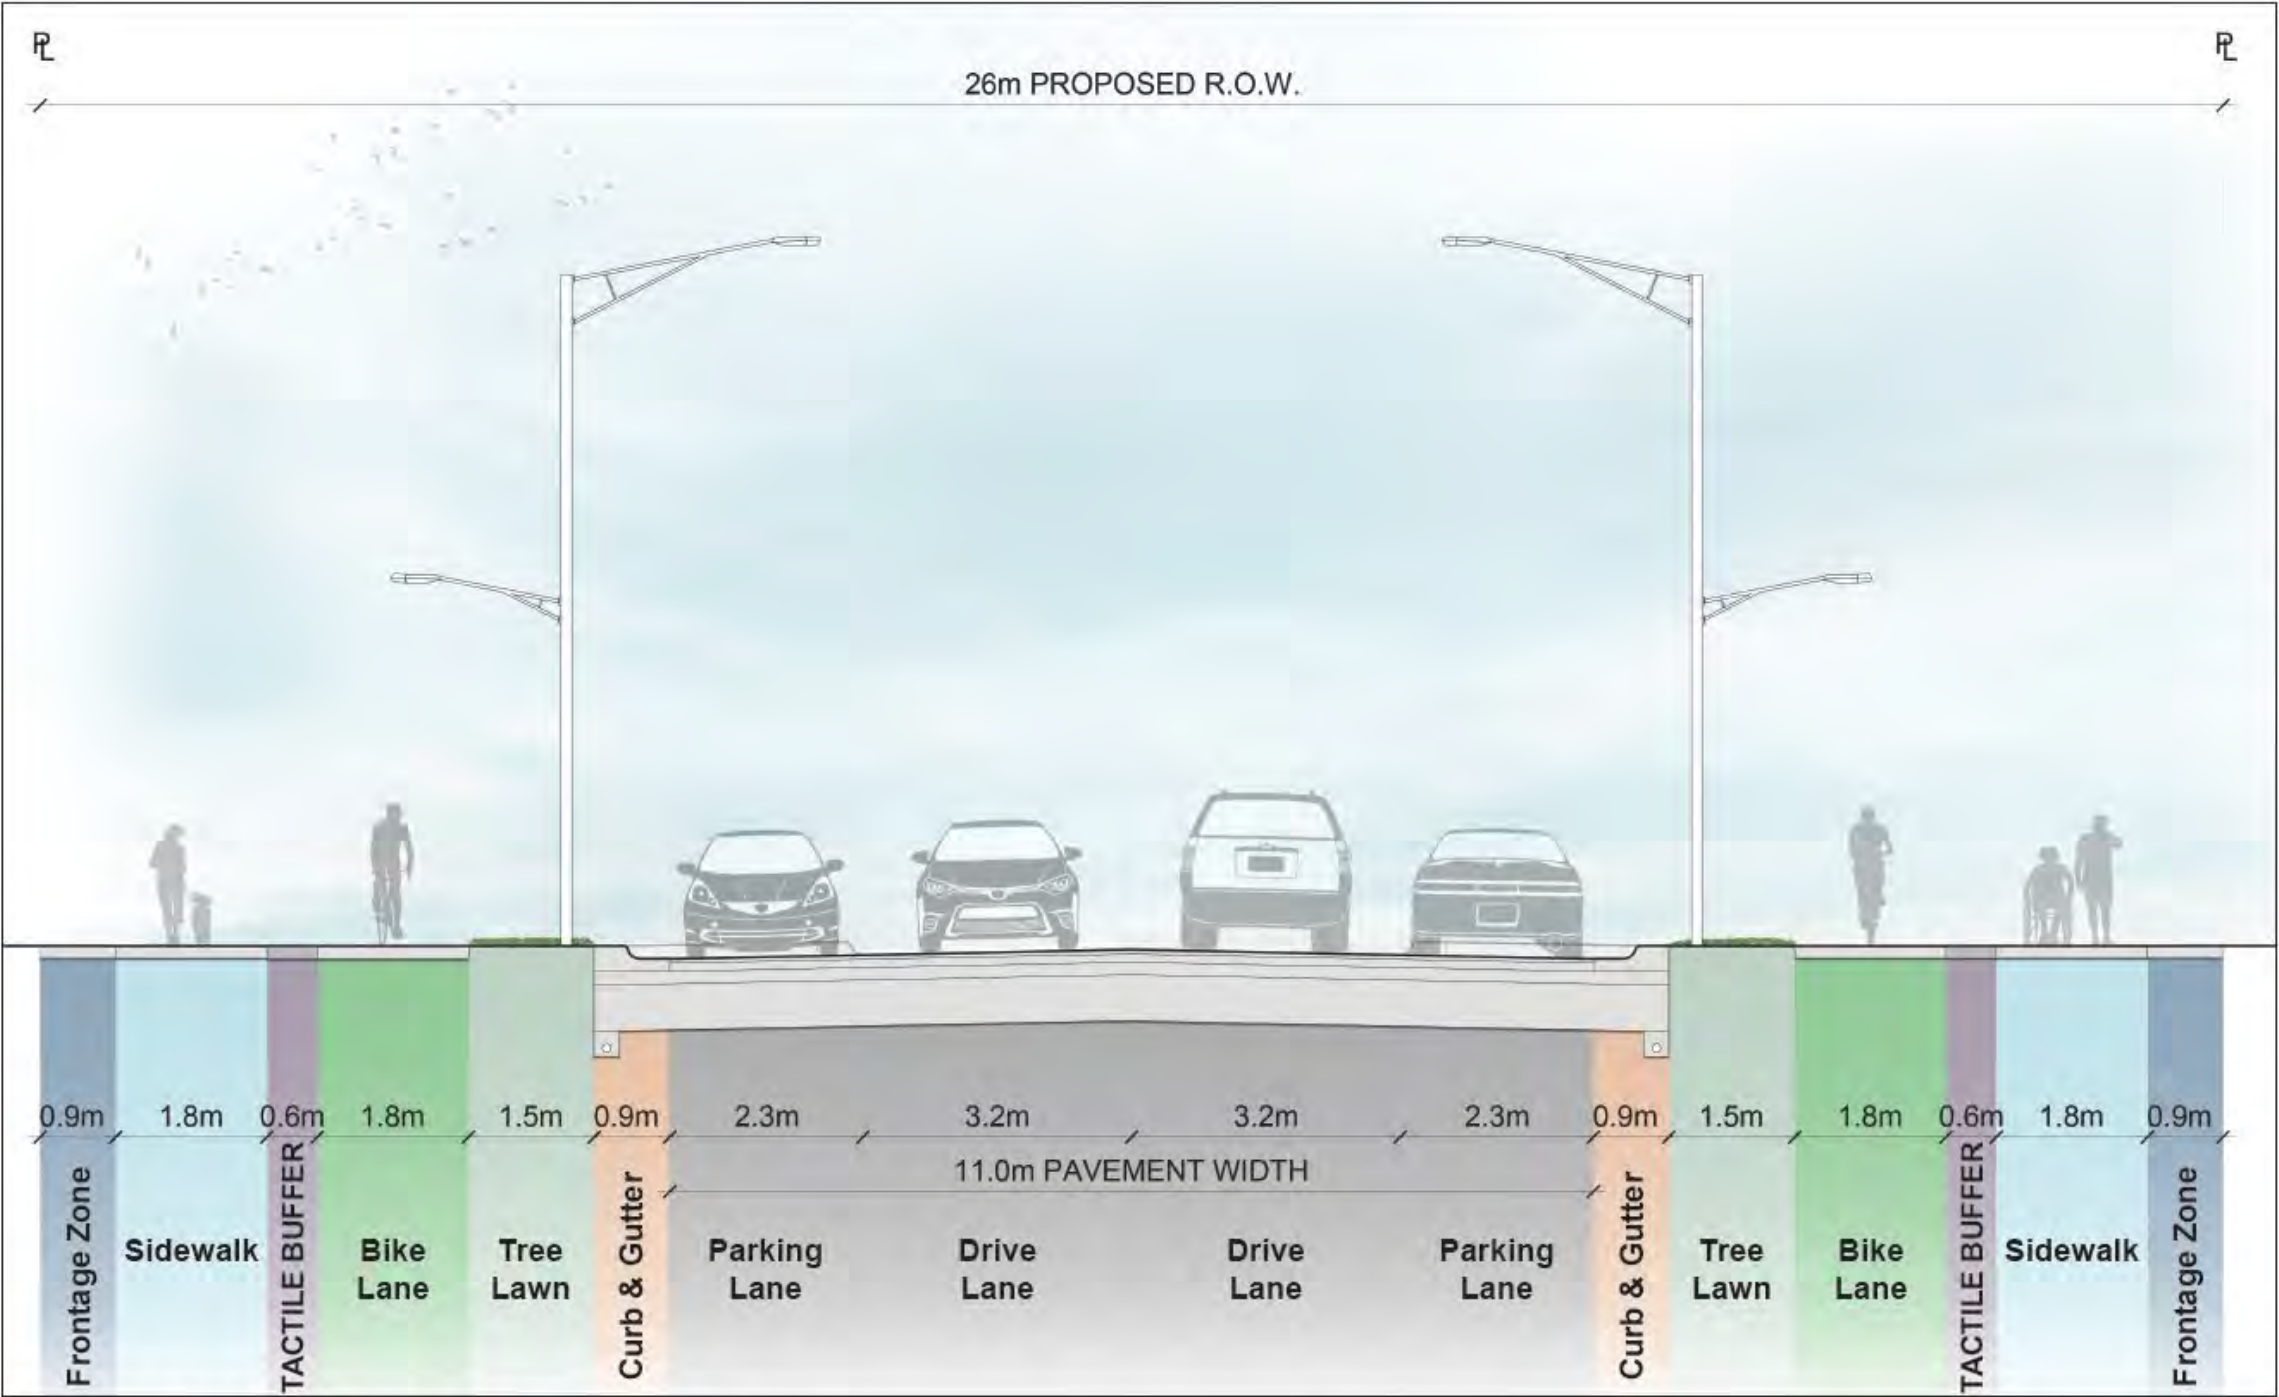 PL PL
26m PROPOSED R.O.W.
0.9m 1.8m 0.6m 1.8m 1.5m 0.9m 2.3m 3.2m 3.2m 2.3m 0.9m 1.5m 1.8m 0.6m 1.8m 0.9m
11.0m PAVEMENT WIDTH
Frontage Zone
Sidewalk
TACTILE BUFFER
Bike
Lane
Tree
Lawn
Curb & Gutter
Parking
Lane
Drive
Lane
Drive
Lane
Parking
Lane
Curb & Gutter
Tree
Lawn
Bike
Lane
TACTILE BUFFER
Sidewalk
Frontage Zone